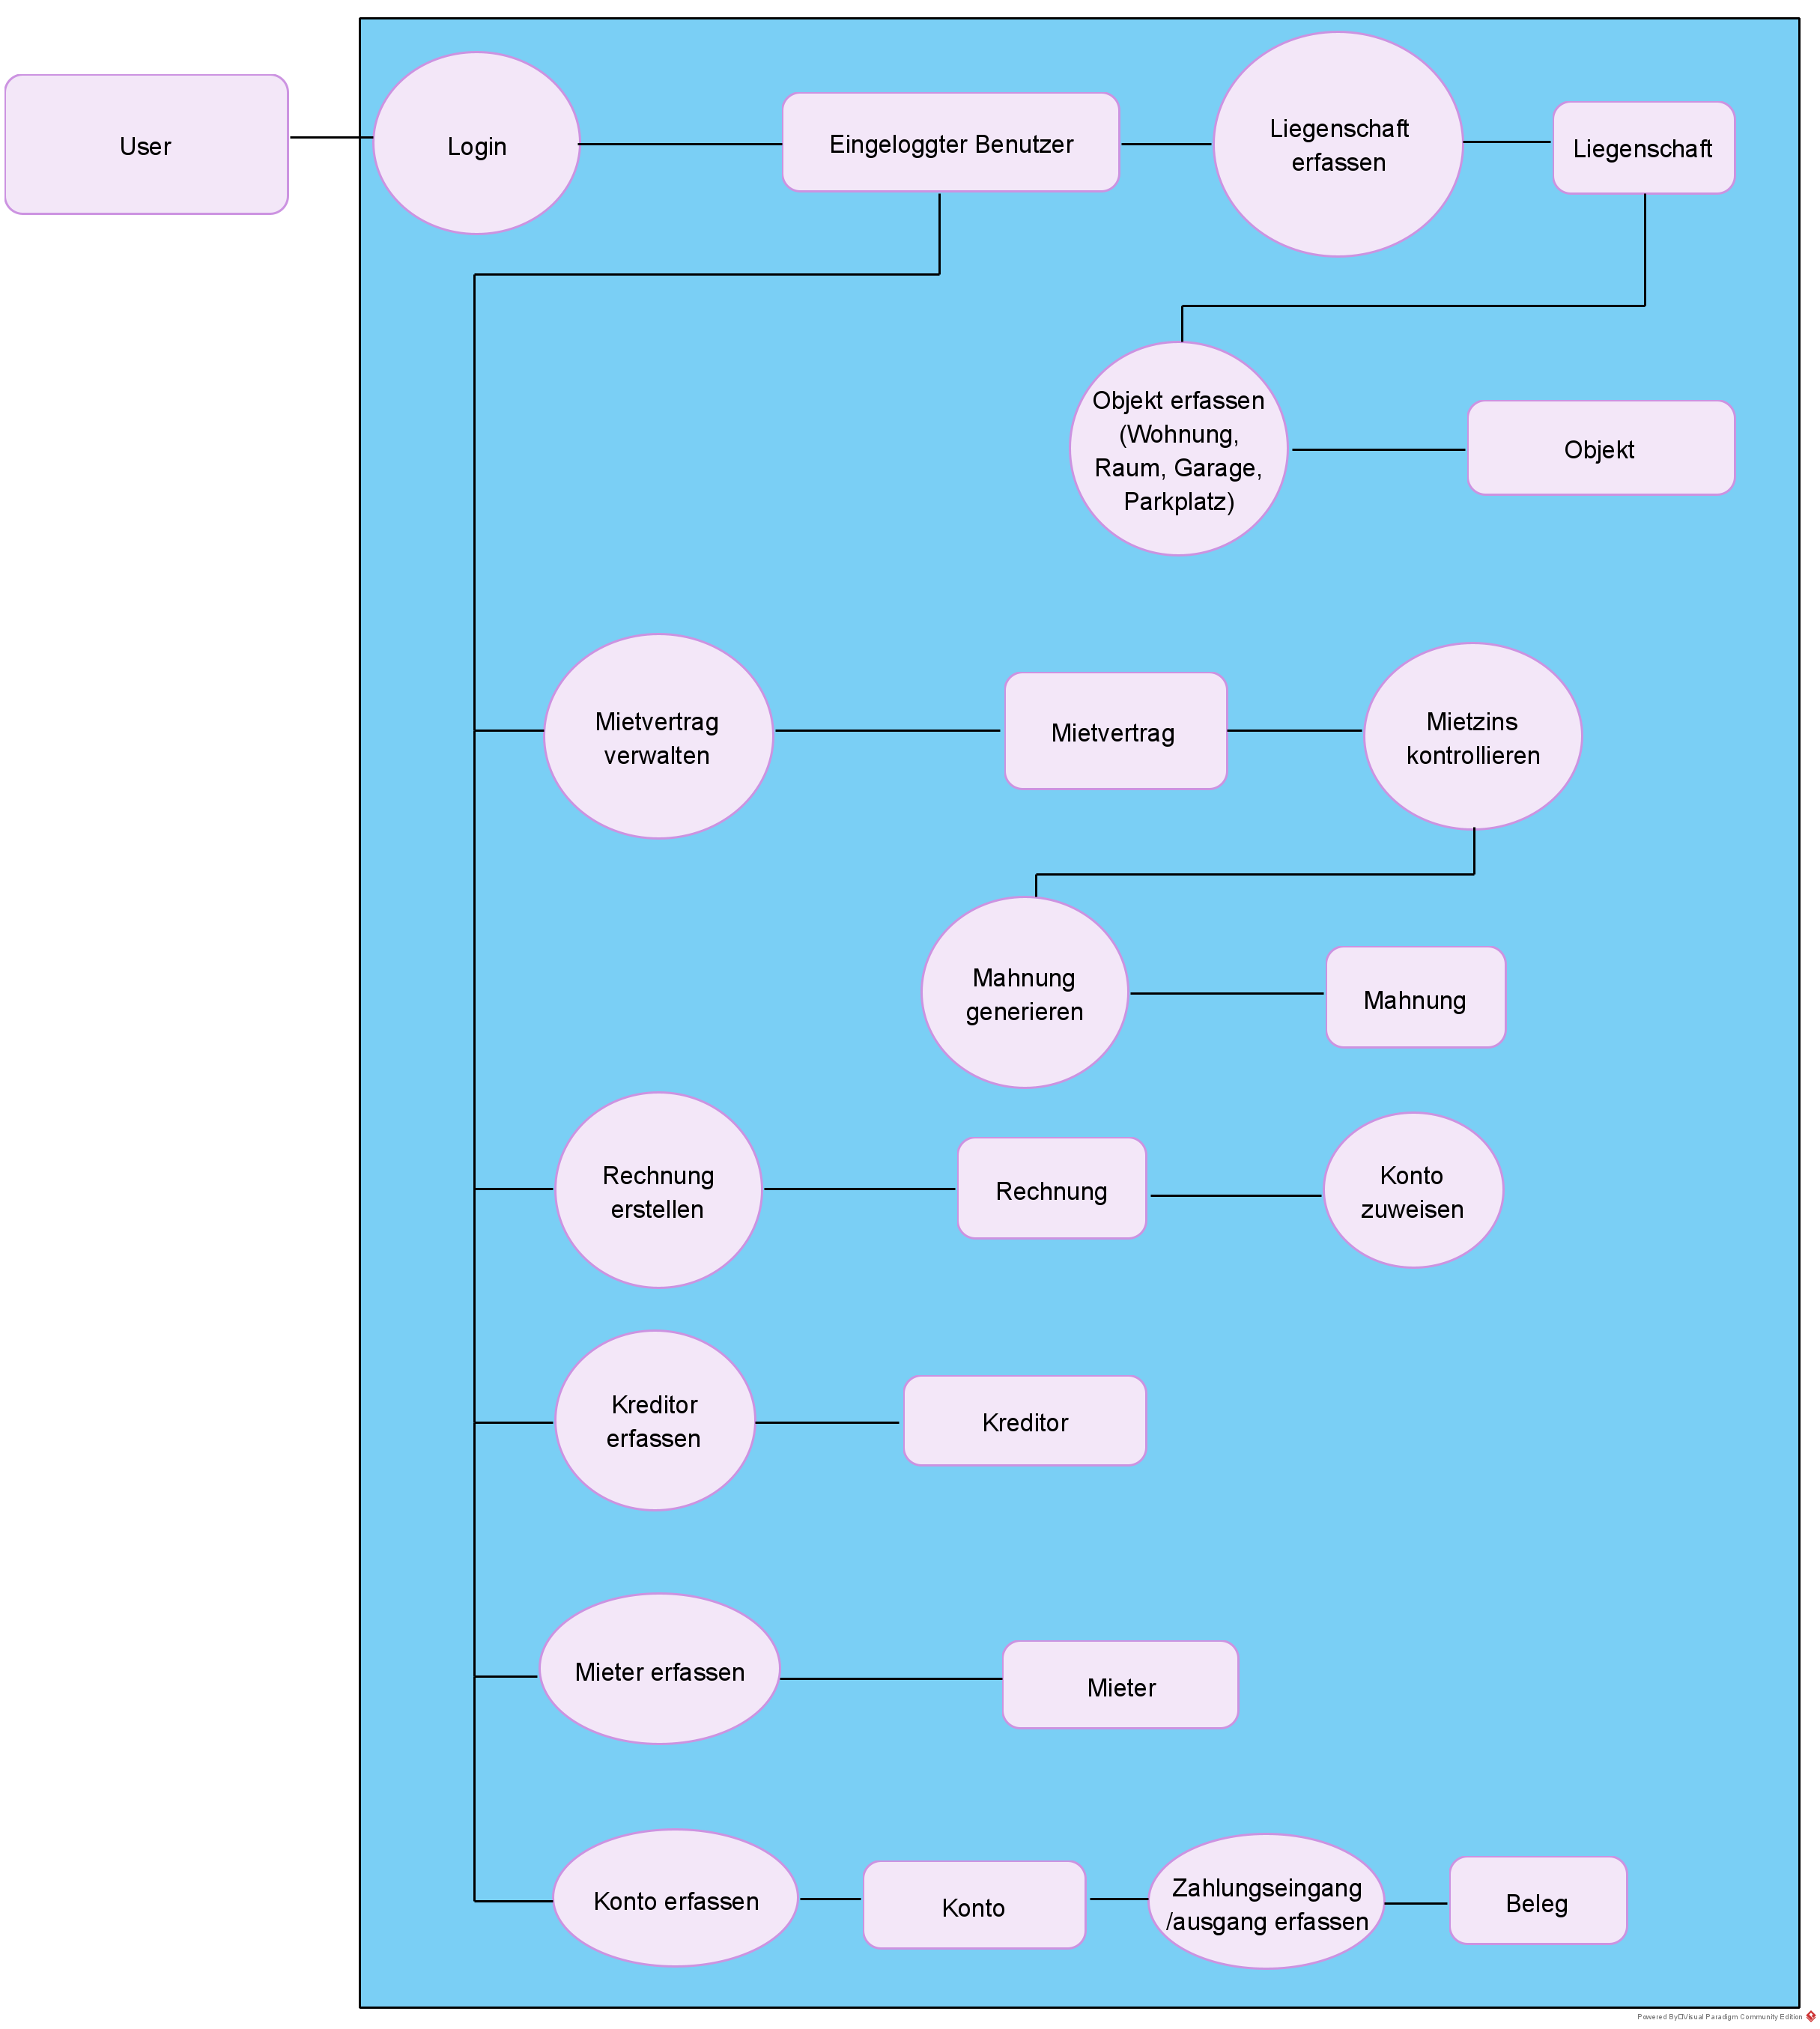 User
Login
Eingeloggter Benutzer
Liegenschaft
erfassen
Liegenschaft
Objekt erfassen
(Wohnung,
Raum, Garage,
Parkplatz)
Objekt
Mietvertrag
verwalten
Mietvertrag
Mietzins
kontrollieren
Mahnung
generieren
Mahnung
Rechnung
erstellen
Rechnung
Konto
zuweisen
Kreditor
erfassen
Kreditor
Mieter erfassen
Mieter
Konto erfassen
Konto
Zahlungseingang
/ausgang erfassen
Beleg
Powered By□Visual Paradigm Community Edition